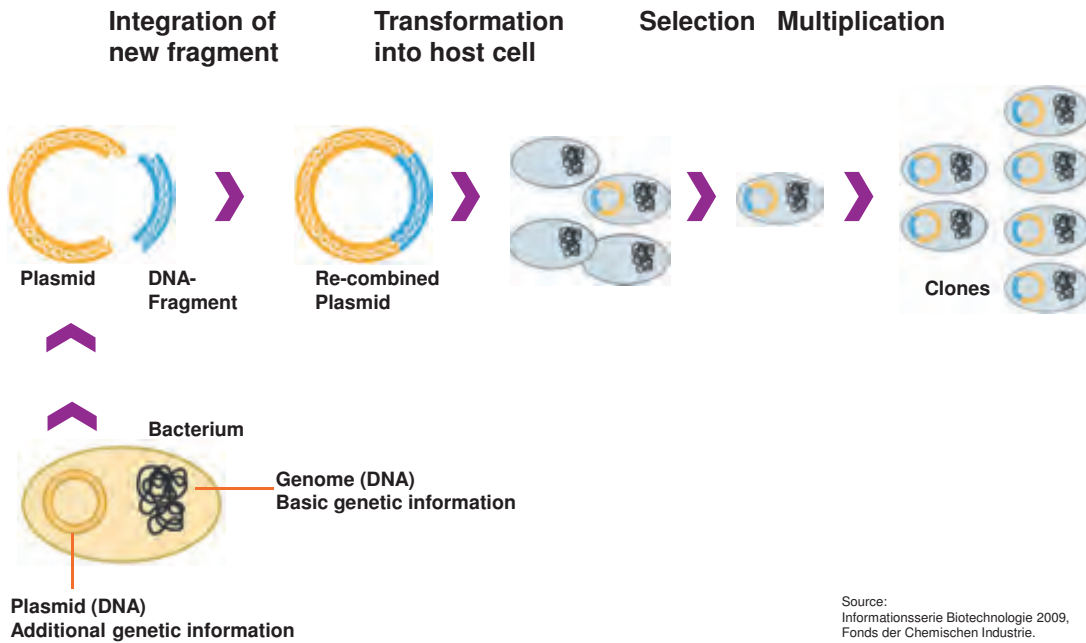 Integration of
new fragment
Transformation
into host cell
Selection
Multiplication
Plasmid
DNA-
Fragment
Re-combined
Plasmid
Clones
Bacterium
Genome (DNA)
Basic genetic information
Plasmid (DNA)
Additional genetic information
Source:
Informationsserie Biotechnologie 2009,
Fonds der Chemischen Industrie.